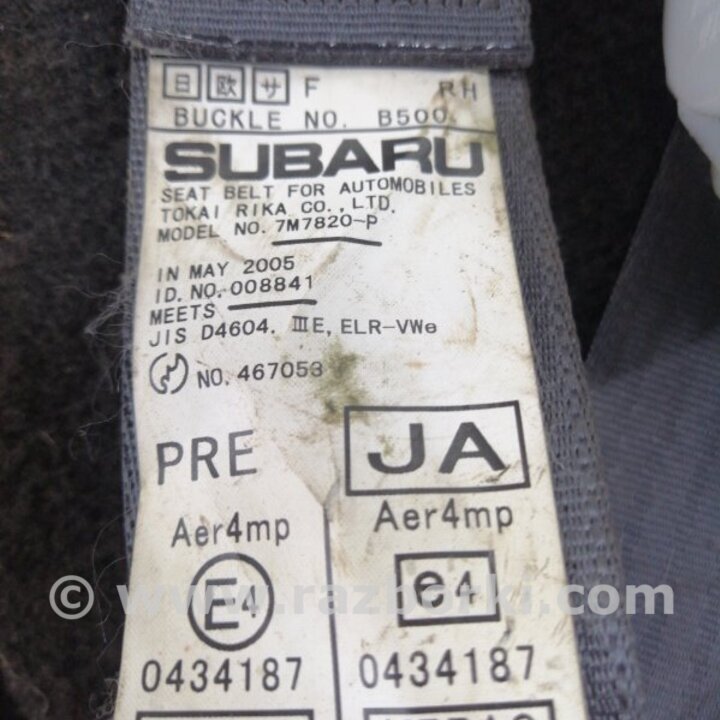 日 欧 サ F RH
BUCKLE NO. B500
SUBARU
SEAT BELT FOR AUTOMOBILES
TOKAI RIKA CO.,LTD.
MODEL NO. 7M7820-P
IN MAY 2005
ID.NO. 008841
MEETS
JIS D4604. ⅢE, ELR-VWe
NO. 467053
PRE JA
Aer4mp Aer4mp
E4 e4
© www.razborki.com
0434187 0434187